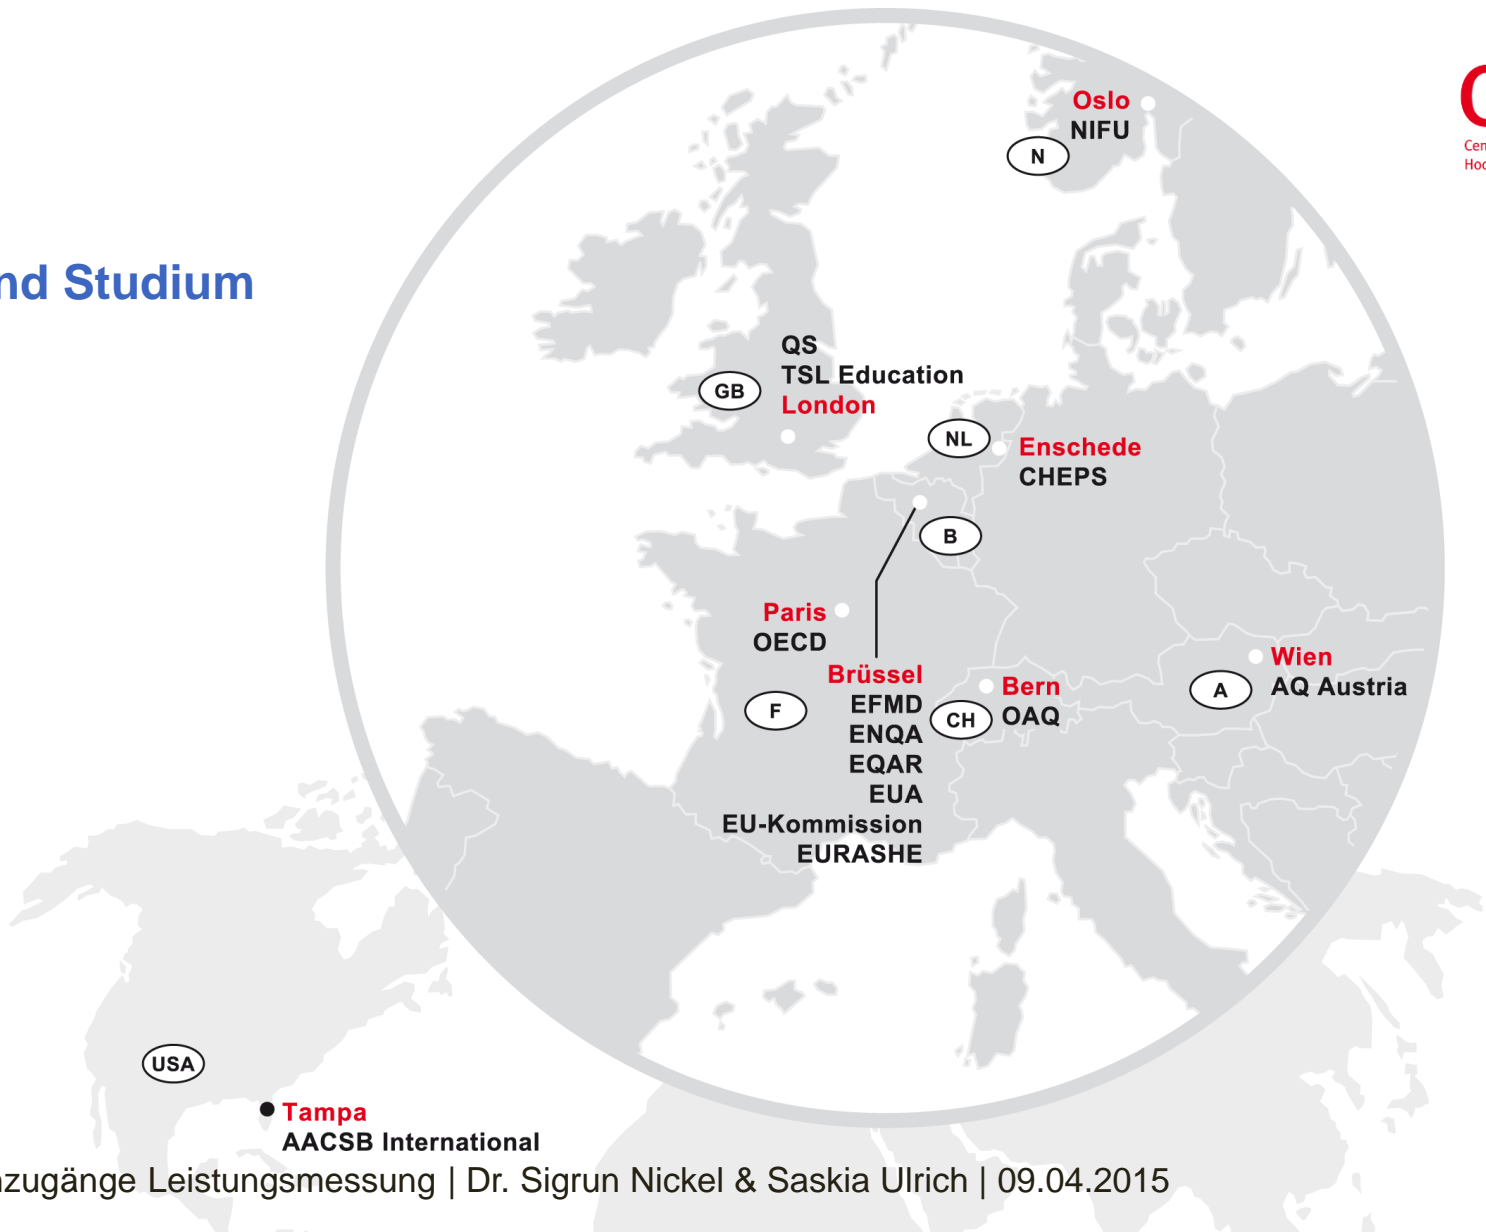 Oslo
NIFU
N
Studium
QS
TSL Education
London
GB
NL
Enschede
CHEPS
B
Paris
OECD
F
Brüssel
EFMD
ENQA
EQAR
EUA
EU-Kommission
EURASHE
CH
Bern
OAQ
Wien
AQ Austria
A
USA
Tampa
AACSB International
Leistungsmessung | Dr. Sigrun Nickel & Saskia Ulrich | 09.04.2015